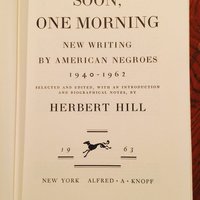 SOON,
ONE MORNING
NEW WRITING
BY AMERICAN NEGROES
1940-1962
SELECTED AND EDITED, WITH AN INTRODUCTION
AND BIOGRAPHICAL NOTES, BY
HERBERT HILL
19 63
NEW YORK ALFRED · A · KNOPF